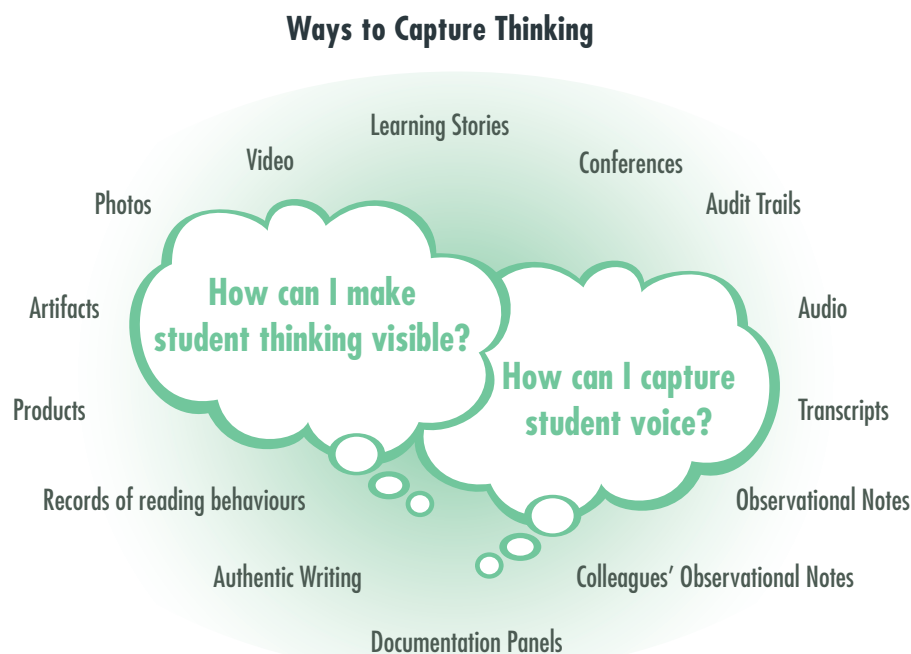 Ways to Capture Thinking
Learning Stories
Video
Conferences
Photos
Audit Trails
How can I make
student thinking visible?
Artifacts
Audio
How can I capture
student voice?
Products
Transcripts
Records of reading behaviours
Observational Notes
Authentic Writing
Colleagues’ Observational Notes
Documentation Panels